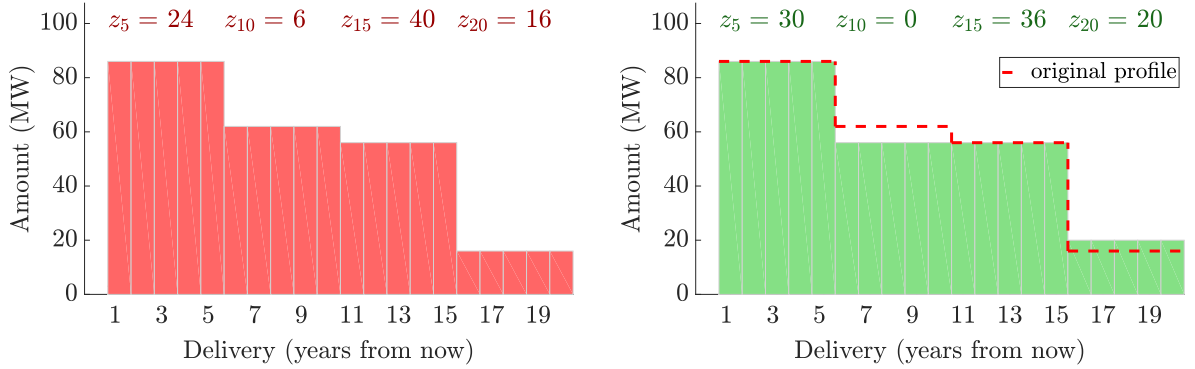 z5 = 24 z10 = 6 z15 = 40 z20 = 16
100
80
60
40
20
0
Amount (MW)
1 3 5 7 9 11 13 15 17 19
Delivery (years from now)
z5 = 30 z10 = 0 z15 = 36 z20 = 20
original profile
100
80
60
40
20
0
Amount (MW)
1 3 5 7 9 11 13 15 17 19
Delivery (years from now)